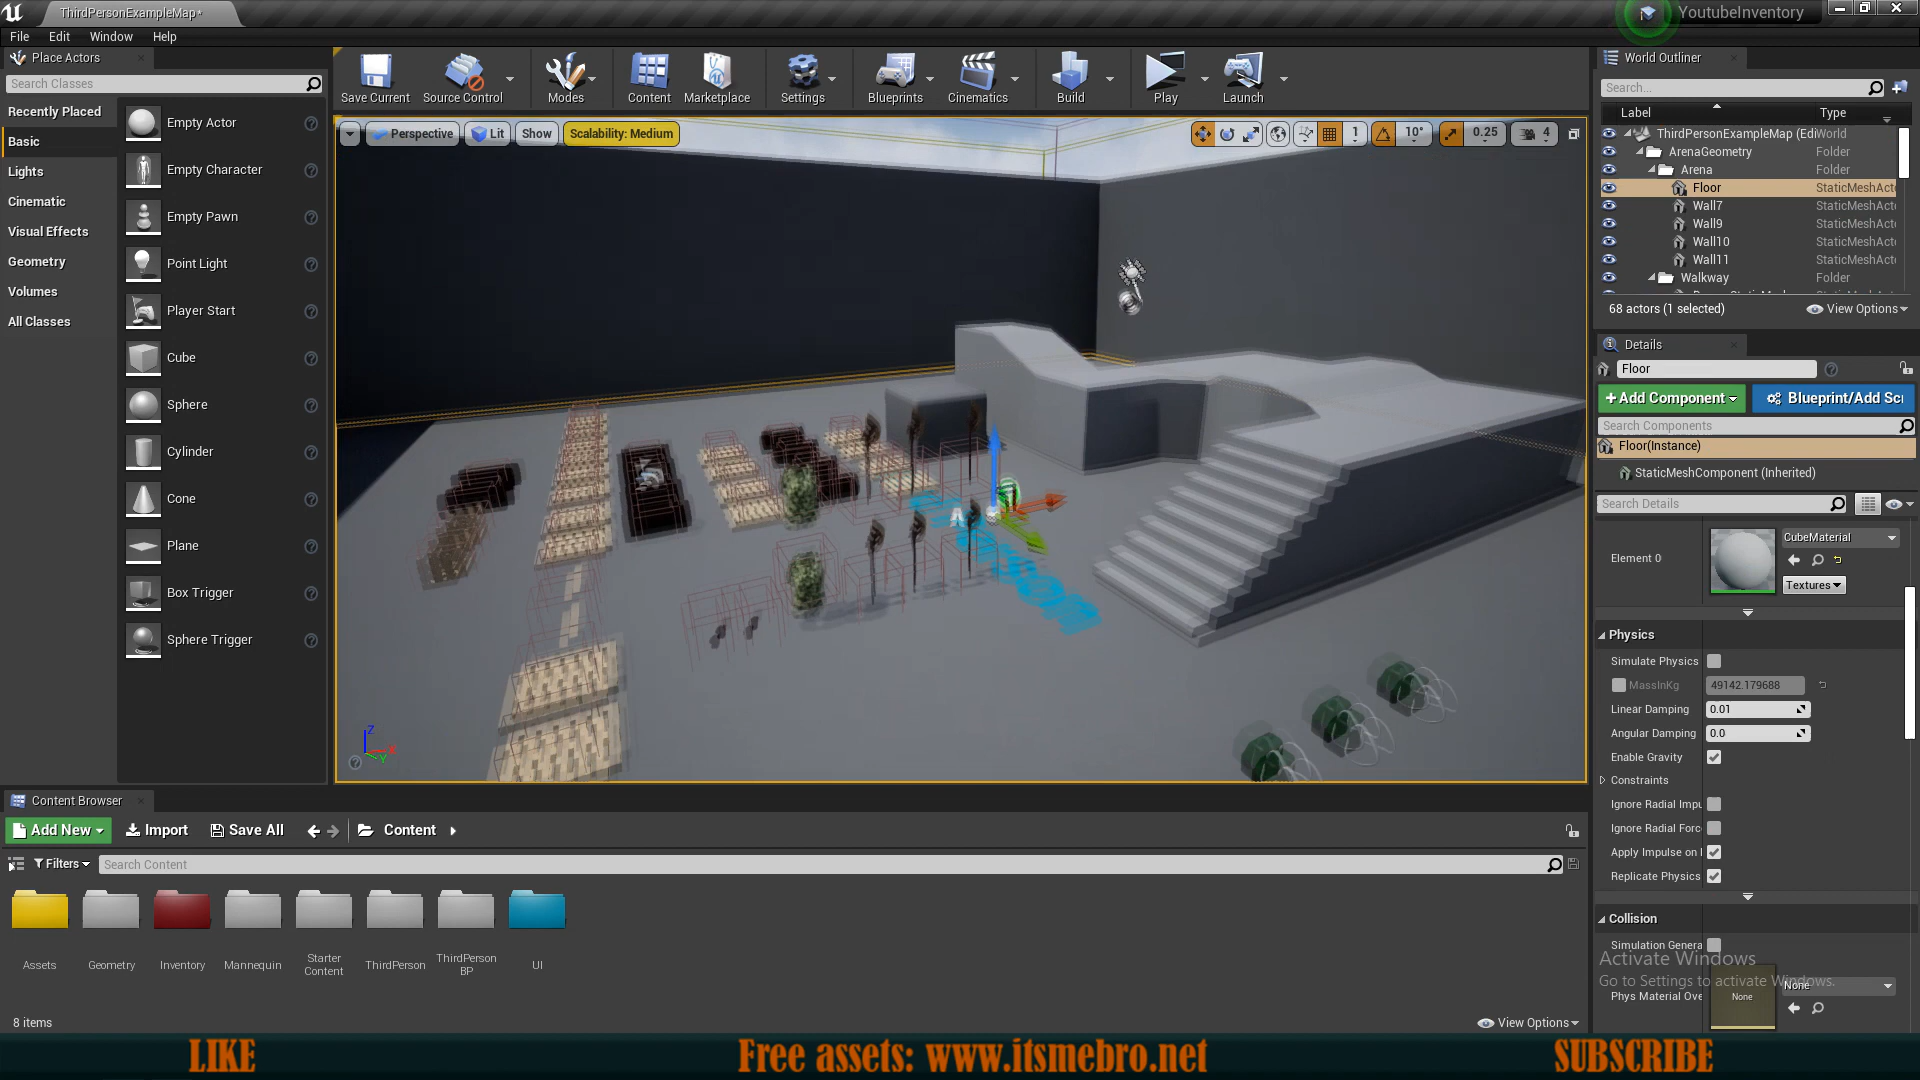 ThirdPersonExampleMap*
YoutubeInventory
File Edit Window Help
Place Actors
Search Classes
Recently Placed
Basic
Lights
Cinematic
Visual Effects
Geometry
Volumes
All Classes
Empty Actor
Empty Character
Empty Pawn
Point Light
Player Start
Cube
Sphere
Cylinder
Cone
Plane
Box Trigger
Sphere Trigger
Save Current Source Control Modes Content Marketplace Settings Blueprints Cinematics Build Play Launch
Perspective Lit Show Scalability: Medium 1 10° 0.25 4
Z
X
Y
World Outliner
Search...
Label Type
ThirdPersonExampleMap (Edi World
ArenaGeometry Folder
Arena Folder
Floor StaticMeshActo
Wall7 StaticMeshActo
Wall9 StaticMeshActo
Wall10 StaticMeshActo
Wall11 StaticMeshActo
Walkway Folder
68 actors (1 selected) View Options
Details
Floor
+Add Component Blueprint/Add Sc
Search Components
Floor(Instance)
StaticMeshComponent (Inherited)
Search Details
Element 0 CubeMaterial
Textures
Physics
Simulate Physics
MassInKg 49142.179688
Linear Damping 0.01
Angular Damping 0.0
Enable Gravity
Constraints
Ignore Radial Impu
Ignore Radial Forc
Apply Impulse on
Replicate Physics
Collision
Simulation Genera
Activate Windows
Go to Settings to activate Windows.
Phys Material Ove None None
Content Browser
Add New Import Save All Content
Filters Search Content
Assets Geometry Inventory Mannequin Starter Content ThirdPerson ThirdPerson BP UI
8 items View Options
LIKE Free assets: www.itsmebro.net SUBSCRIBE